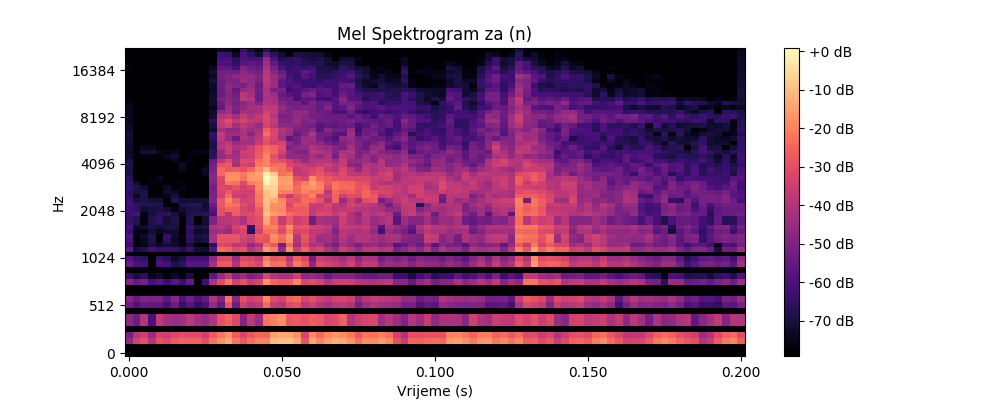 Mel Spektrogram za (n)
Hz
16384
8192
4096
2048
1024
512
0
0.000
0.050
0.100
0.150
0.200
Vrijeme (s)
+0 dB
-10 dB
-20 dB
-30 dB
-40 dB
-50 dB
-60 dB
-70 dB